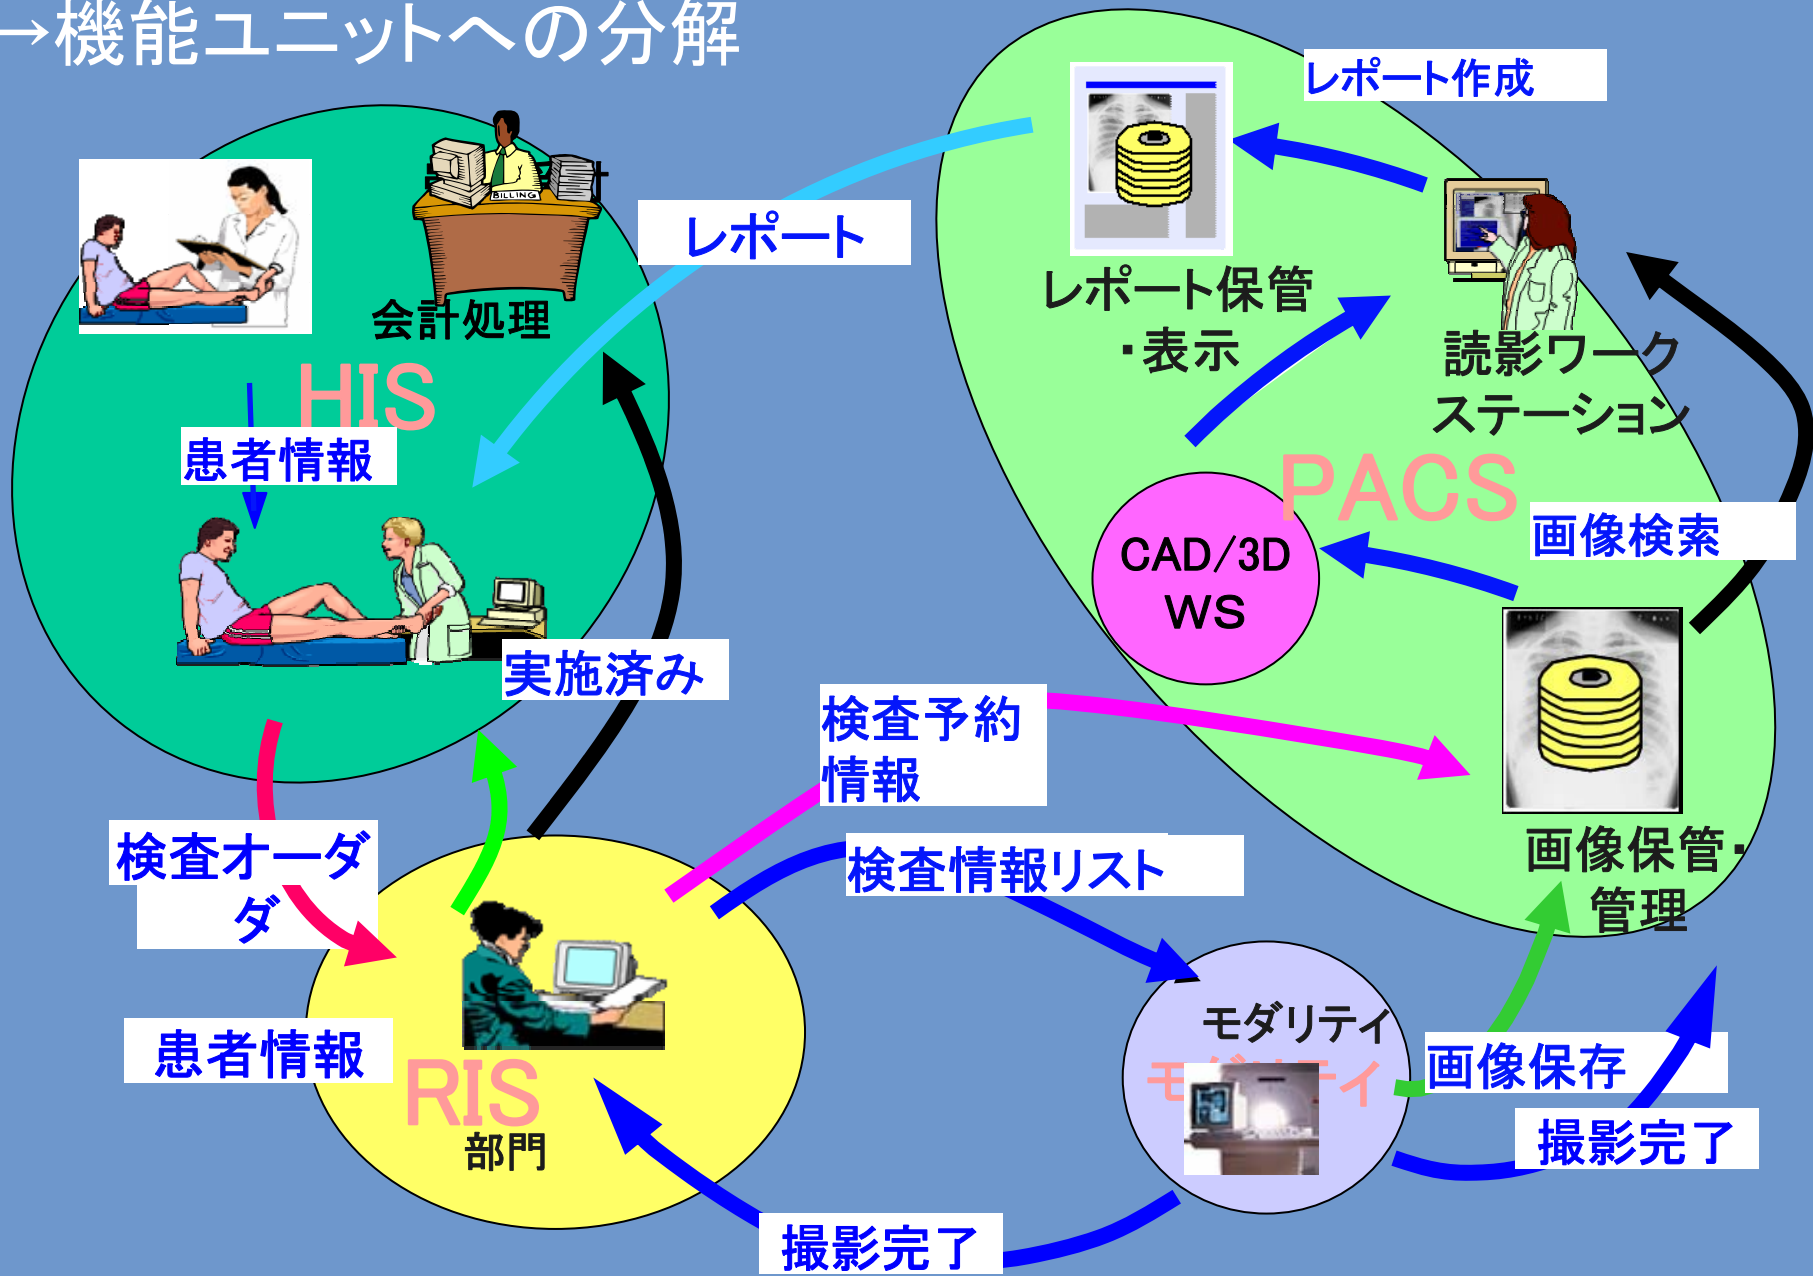 →機能ユニットへの分解
レポート作成
BILLING
レポート
会計処理
レポート保管
・表示
読影ワーク
ステーション
HIS
患者情報
PACS
CAD/3D
WS
画像検索
実施済み
検査予約
情報
検査オーダ
ダ
検査情報リスト
画像保管・
管理
モダリティ
モダリティ
患者情報
RIS
部門
画像保存
撮影完了
撮影完了